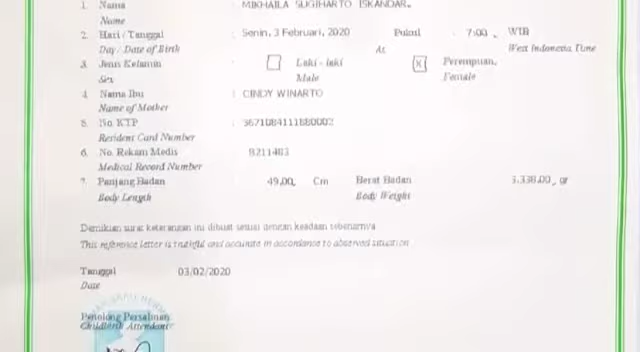 1. Nama : MIKHAILA SUGIHARTO ISKANDAR.
Name
2. Hari / Tanggal : Senin, 3 Februari, 2020 Pukul : 7:00 . WIB
Day / Date of Birth At West Indonesia Time
3. Jenis Kelamin Laki - laki X Perempuan.
Sex Male Female
4. Nama Ibu : CINDY WINARTO
Name of Mother
5. No. KTP
Resident Card Number
6. No. Rekam Medis 8211403
Medical Record Number
7. Panjang Badan 49,00, Cm Berat Badan 3.338,00 , gr
Body Length Body Weight
Demikian surat keterangan ini dibuat sesuai dengan keadaan sebenarnya
This reference letter is truthful and accurate in accordance to observed situation
Tanggal 03/02/2020
Date
Penolong Persalinan
Childbirth Attendant